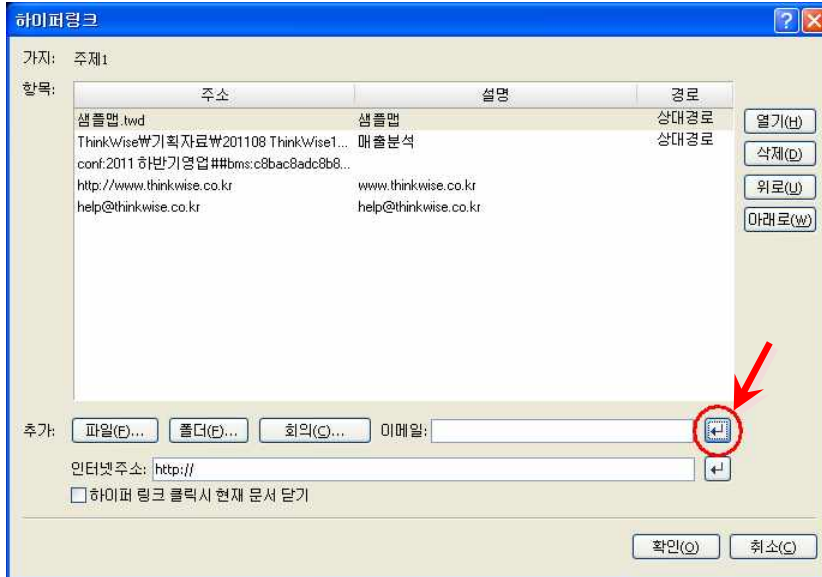 하이퍼링크
가지: 주제1
항목:
주소 설명 경로
샘플맵.twd 샘플맵 상대경로
ThinkWise₩기획자료₩201108 ThinkWise1... 매출분석 상대경로
conf:2011 하반기영업##bms:c8bac8adc8b8...
http://www.thinkwise.co.kr www.thinkwise.co.kr
help@thinkwise.co.kr help@thinkwise.co.kr
열기(H)
삭제(D)
위로(U)
아래로(W)
추가: 파일(F)... 폴더(F)... 회의(C)... 이메일:
인터넷주소: http://
하이퍼 링크 클릭시 현재 문서 닫기
확인(O) 취소(C)